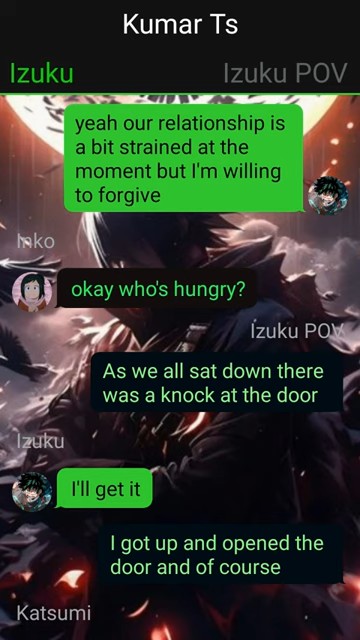 Kumar Ts
Izuku
Izuku POV
yeah our relationship is
a bit strained at the
moment but I'm willing
to forgive
Inko
okay who's hungry?
Izuku POV
As we all sat down there
was a knock at the door
Izuku
I'll get it
I got up and opened the
door and of course
Katsumi